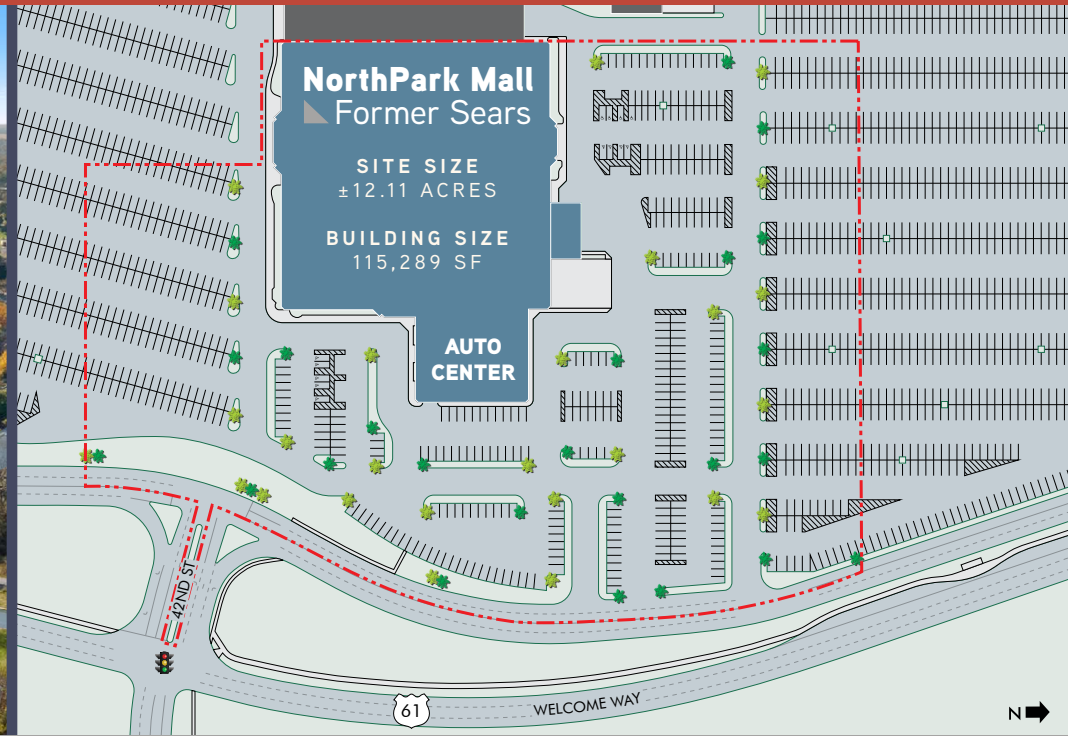 NorthPark Mall
Former Sears
SITE SIZE
±12.11 ACRES
BUILDING SIZE
115,289 SF
AUTO
CENTER
42ND ST
61
WELCOME WAY
N